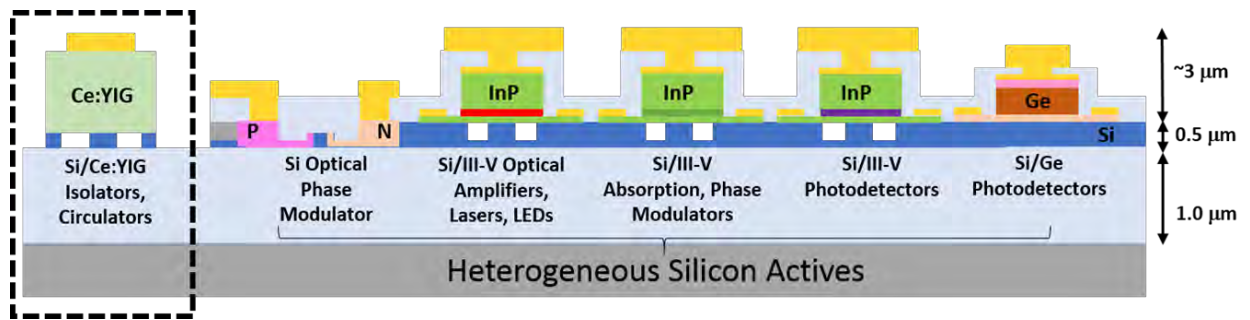 Ce:YIG
P
N
InP
InP
InP
Ge
Si
~3 μm
0.5 μm
1.0 μm
Si/Ce:YIG
Isolators,
Circulators
Si Optical
Phase
Modulator
Si/III-V Optical
Amplifiers,
Lasers, LEDs
Si/III-V
Absorption, Phase
Modulators
Si/III-V
Photodetectors
Si/Ge
Photodetectors
Heterogeneous Silicon Actives